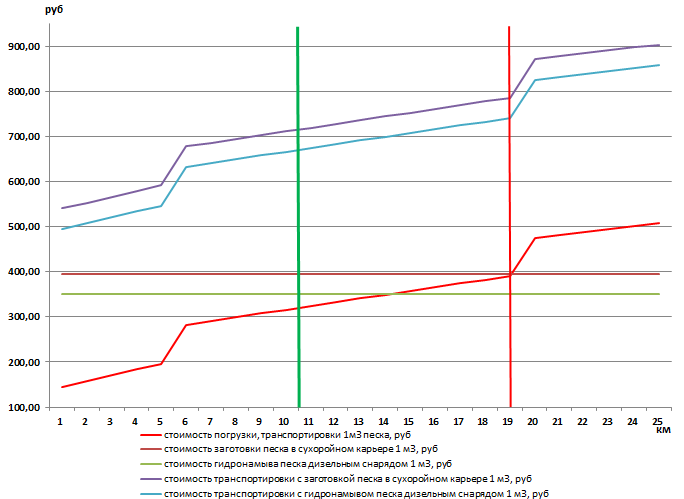 руб
900,00
800,00
700,00
600,00
500,00
400,00
300,00
200,00
100,00
1 2 3 4 5 6 7 8 9 10 11 12 13 14 15 16 17 18 19 20 21 22 23 24 25
км
стоимость погрузки, транспортировки 1м3 песка, руб
стоимость заготовки песка в сухоройном карьере 1 м3, руб
стоимость гидронамыва песка дизельным снарядом 1 м3, руб
стоимость транспортировки с заготовкой песка в сухоройном карьере 1 м3, руб
стоимость транспортировки с гидронамывом песка дизельным снарядом 1 м3, руб